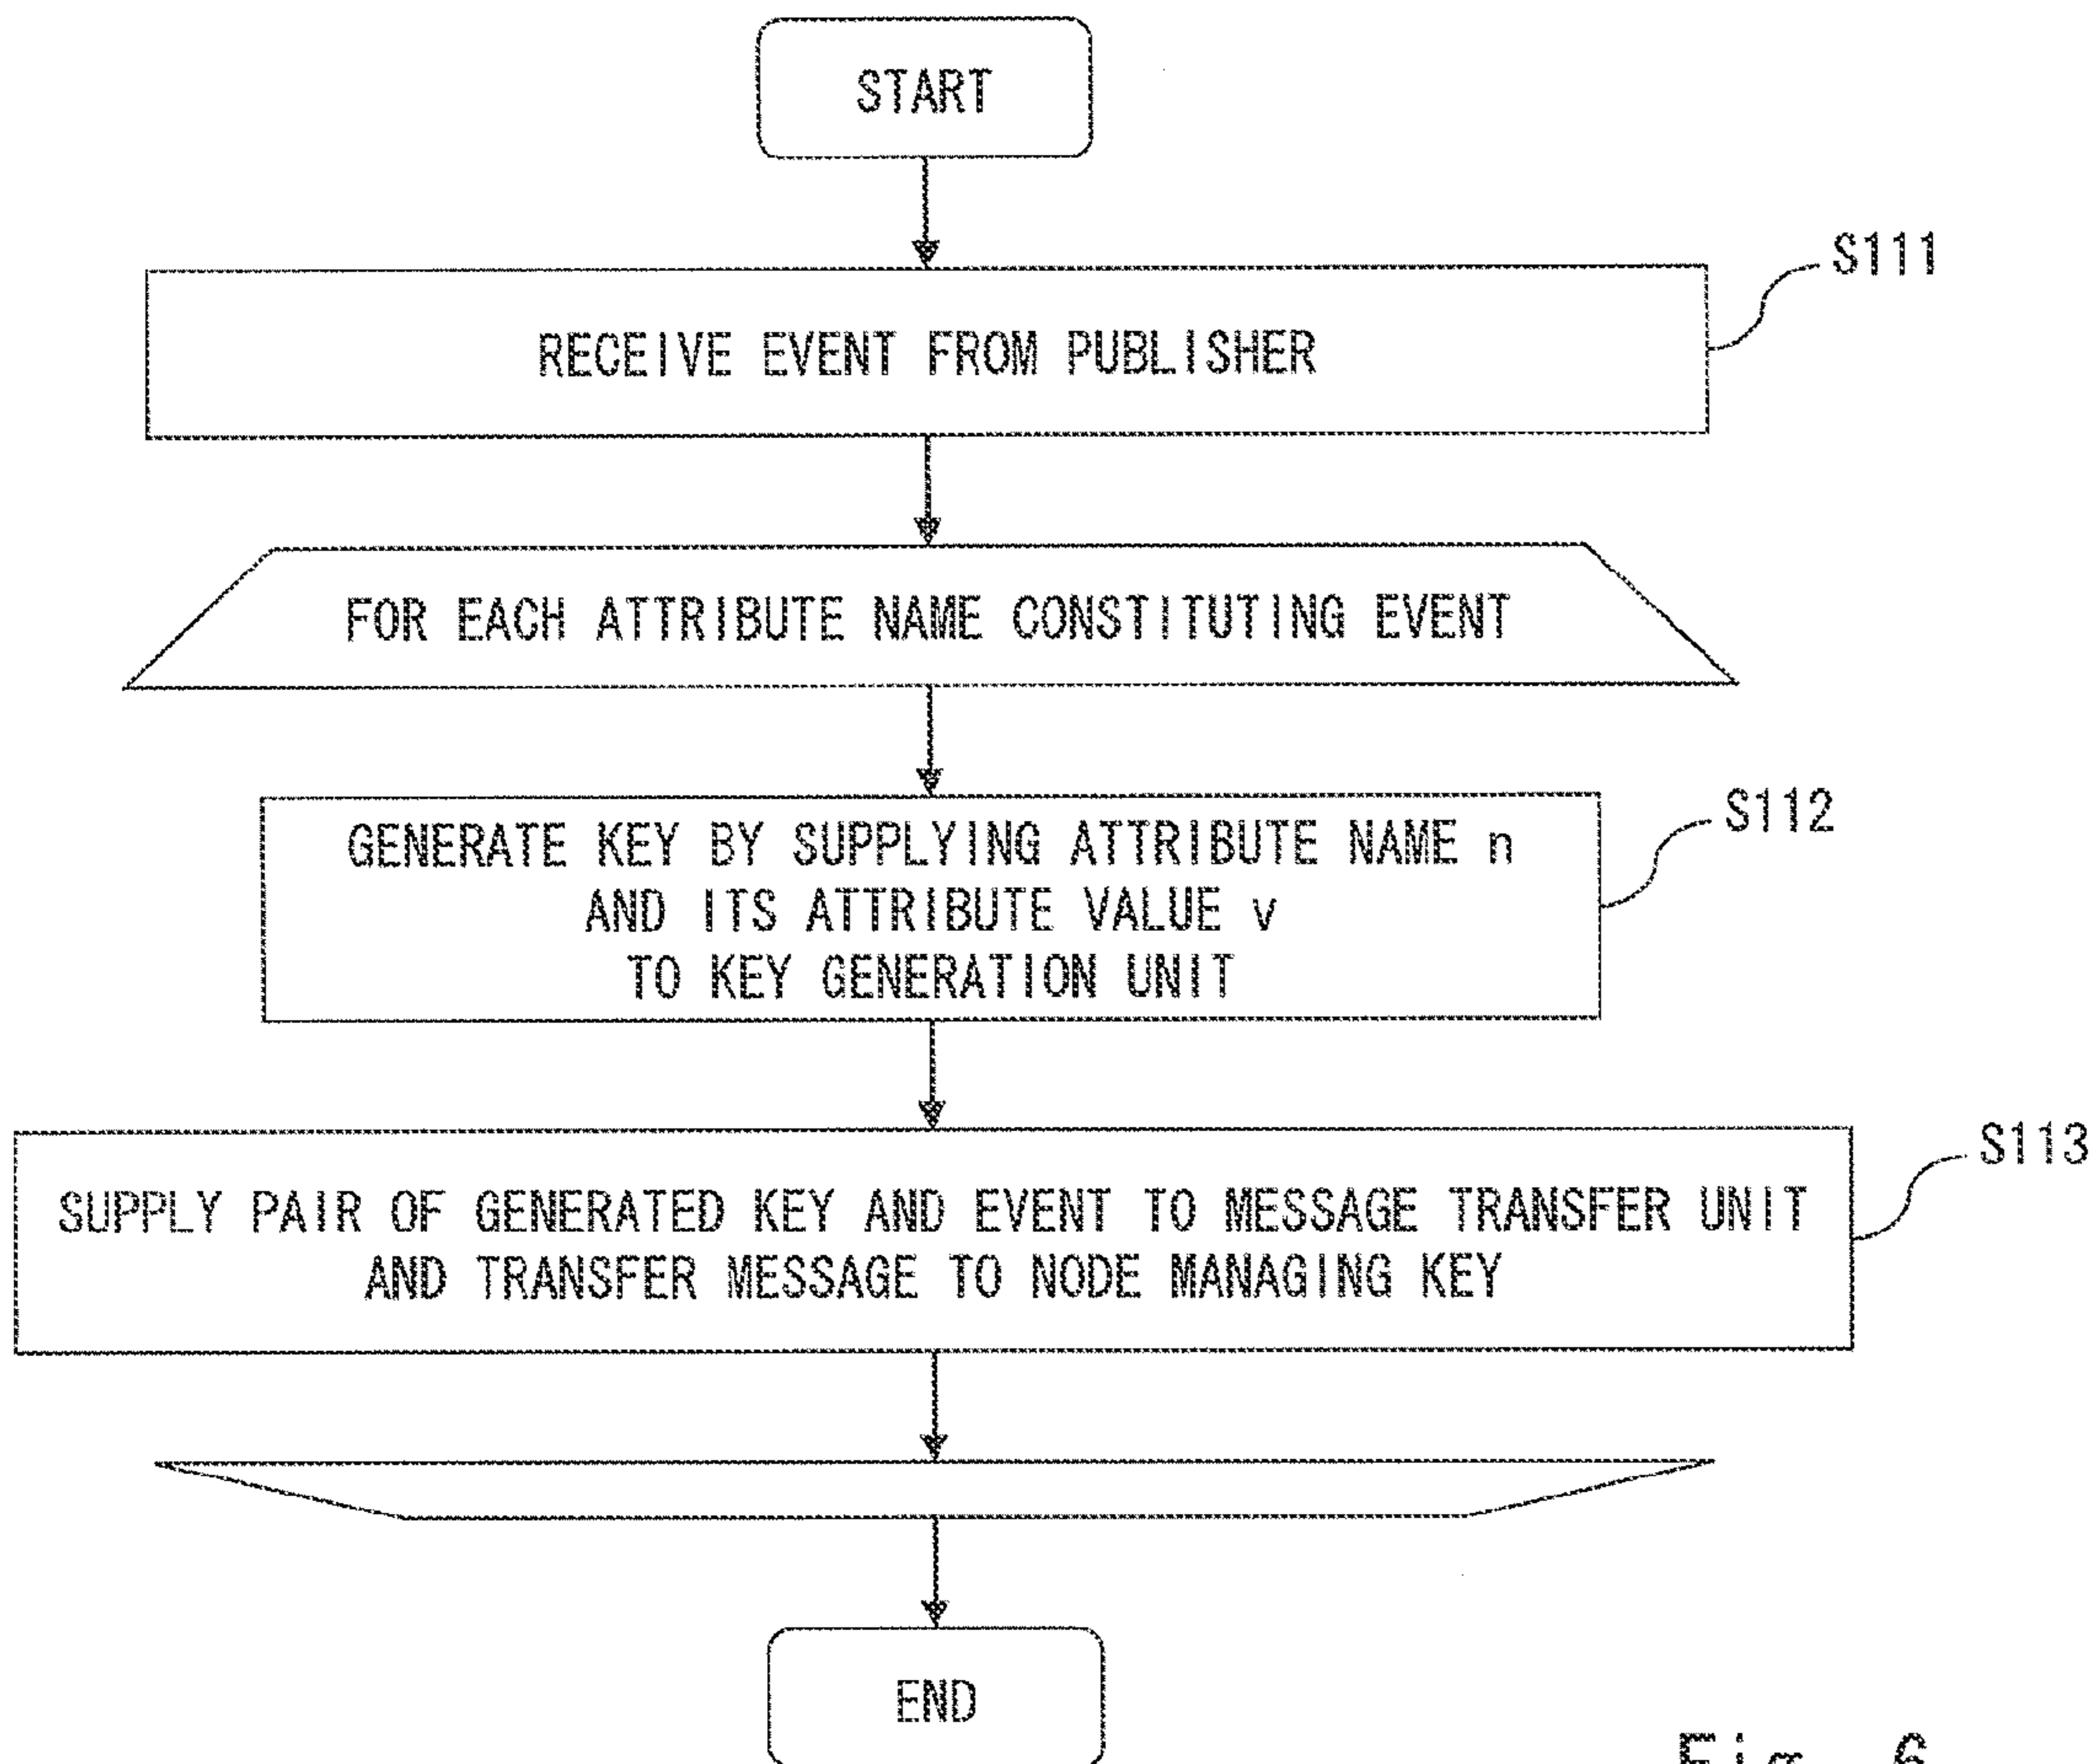 START
S111
RECEIVE EVENT FROM PUBLISHER
FOR EACH ATTRIBUTE NAME CONSTITUTING EVENT
S112
GENERATE KEY BY SUPPLYING ATTRIBUTE NAME n
AND ITS ATTRIBUTE VALUE v
TO KEY GENERATION UNIT
S113
SUPPLY PAIR OF GENERATED KEY AND EVENT TO MESSAGE TRANSFER UNIT
AND TRANSFER MESSAGE TO NODE MANAGING KEY
END
Fig. 6